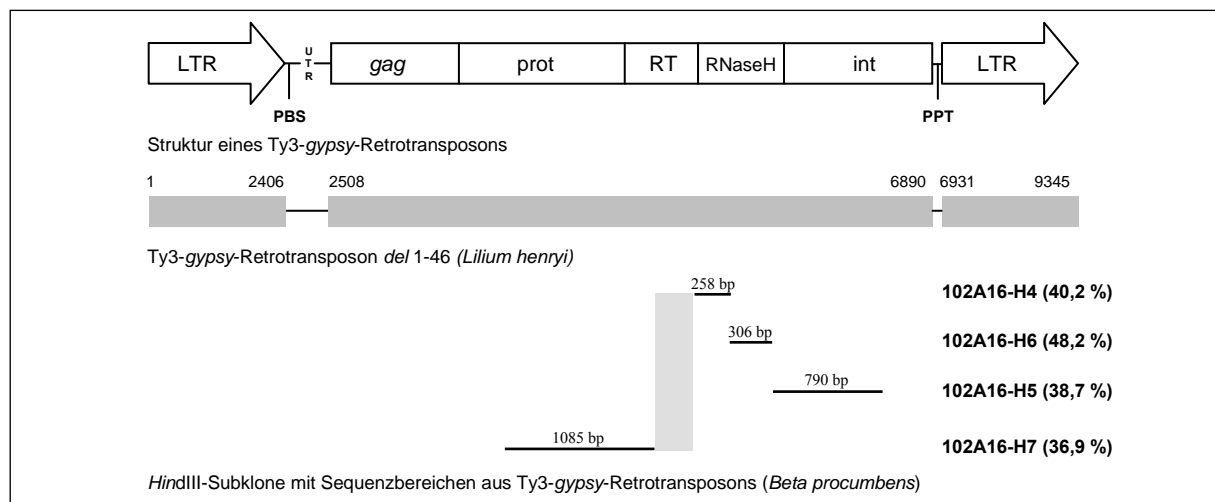 LTR UTR gag prot RT RNaseH int LTR
PBS PPT
Struktur eines Ty3-gypsy-Retrotransposons
1 2406 2508 6890 6931 9345
Ty3-gypsy-Retrotransposon del 1-46 (Lilium henryi)
258 bp 102A16-H4 (40,2 %)
306 bp 102A16-H6 (48,2 %)
790 bp 102A16-H5 (38,7 %)
1085 bp 102A16-H7 (36,9 %)
HindIII-Subklone mit Sequenzbereichen aus Ty3-gypsy-Retrotransposons (Beta procumbens)